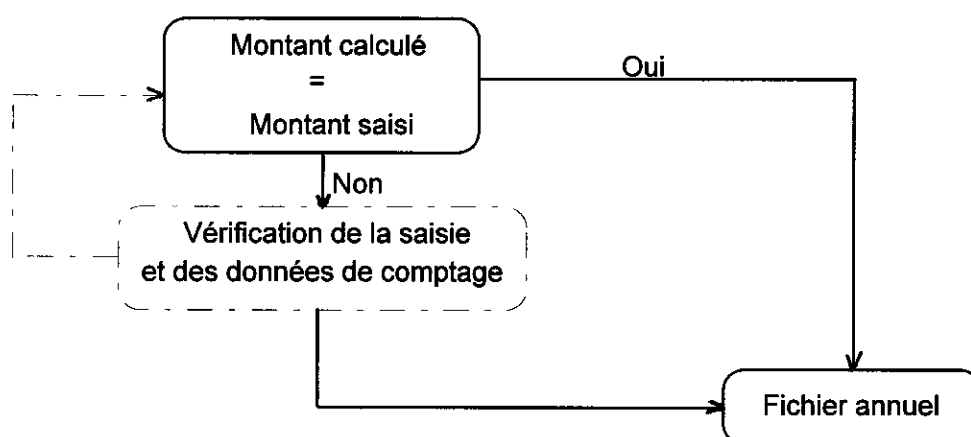 Montant calculé
=
Montant saisi
Oui
Non
Vérification de la saisie
et des données de comptage
Fichier annuel